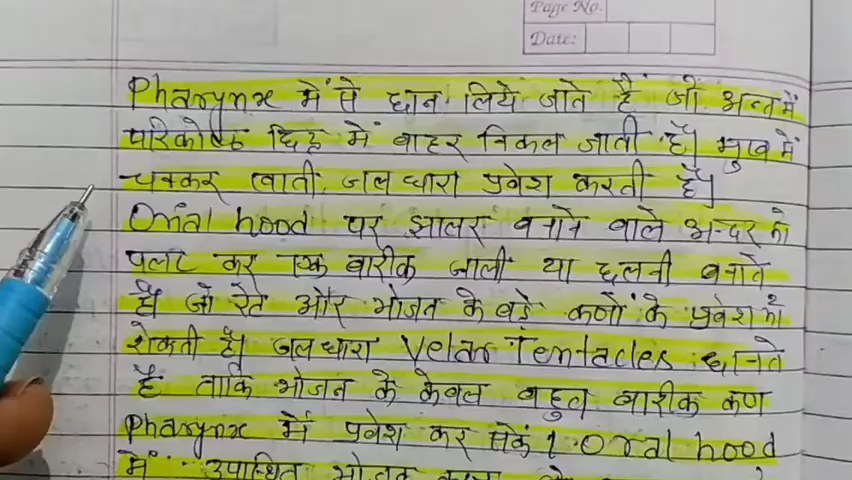 Page No.
Date:
Pharynx में से छान लिये जाते हैं जो अन्त में
परिकोष्ठ छिद्र में बाहर निकल जाती है। मुख में
चक्कर खाती जलधारा प्रवेश करती है।
Oral hood पर झालर बनाने वाले अन्दर को
पलट कर एक बारीक जाली या छलनी बनाते
है जो रेत और भोजन के बड़े कणों के प्रवेश को
रोकती है। जलधारा Velar Tentacles छानते
है ताकि भोजन के केवल बहुत बारीक कण
Pharynx में प्रवेश कर सकें। Oral hood
में उपास्थित भोजन